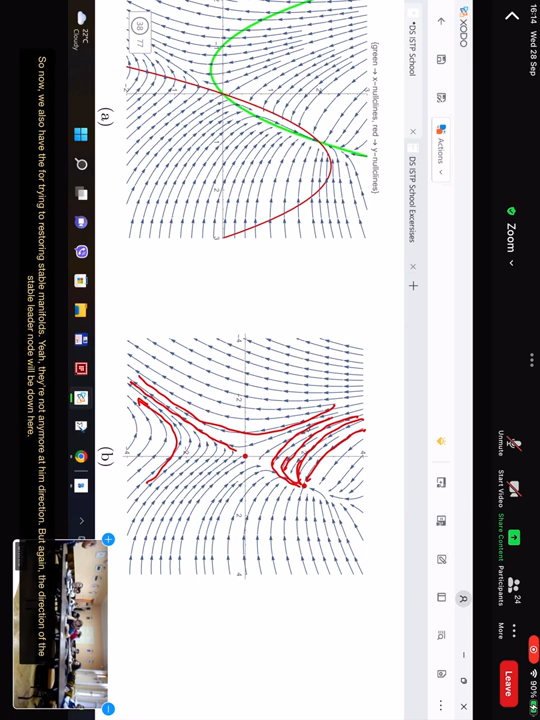 16:14 Wed 28 Sep
90%
Zoom
Unmute
Start Video
Share Content
Participants
24
More
Leave
XODO
Actions
*DS ISTP School
DS ISTP School Excersises
{green → x-nullclines, red → y-nullclines}
38 77
(a)
(b)
22°C
Cloudy
So now, we also have the for trying to restoring stable manifolds. Yeah, they're not anymore at him direction. But again, the direction of the
stable leader node will be down here.